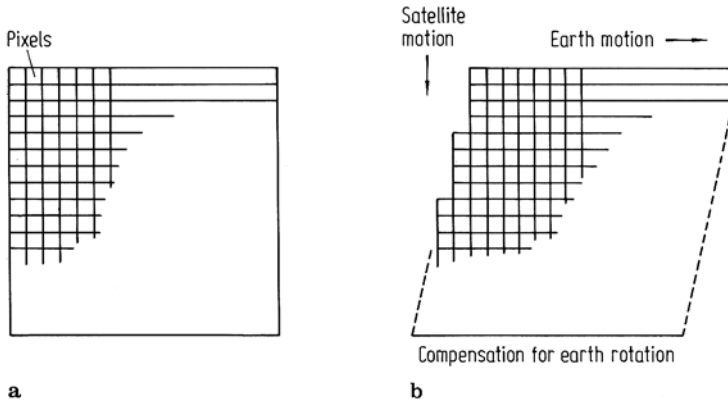 Pixels
Satellite
motion
Earth motion
Compensation for earth rotation
a
b